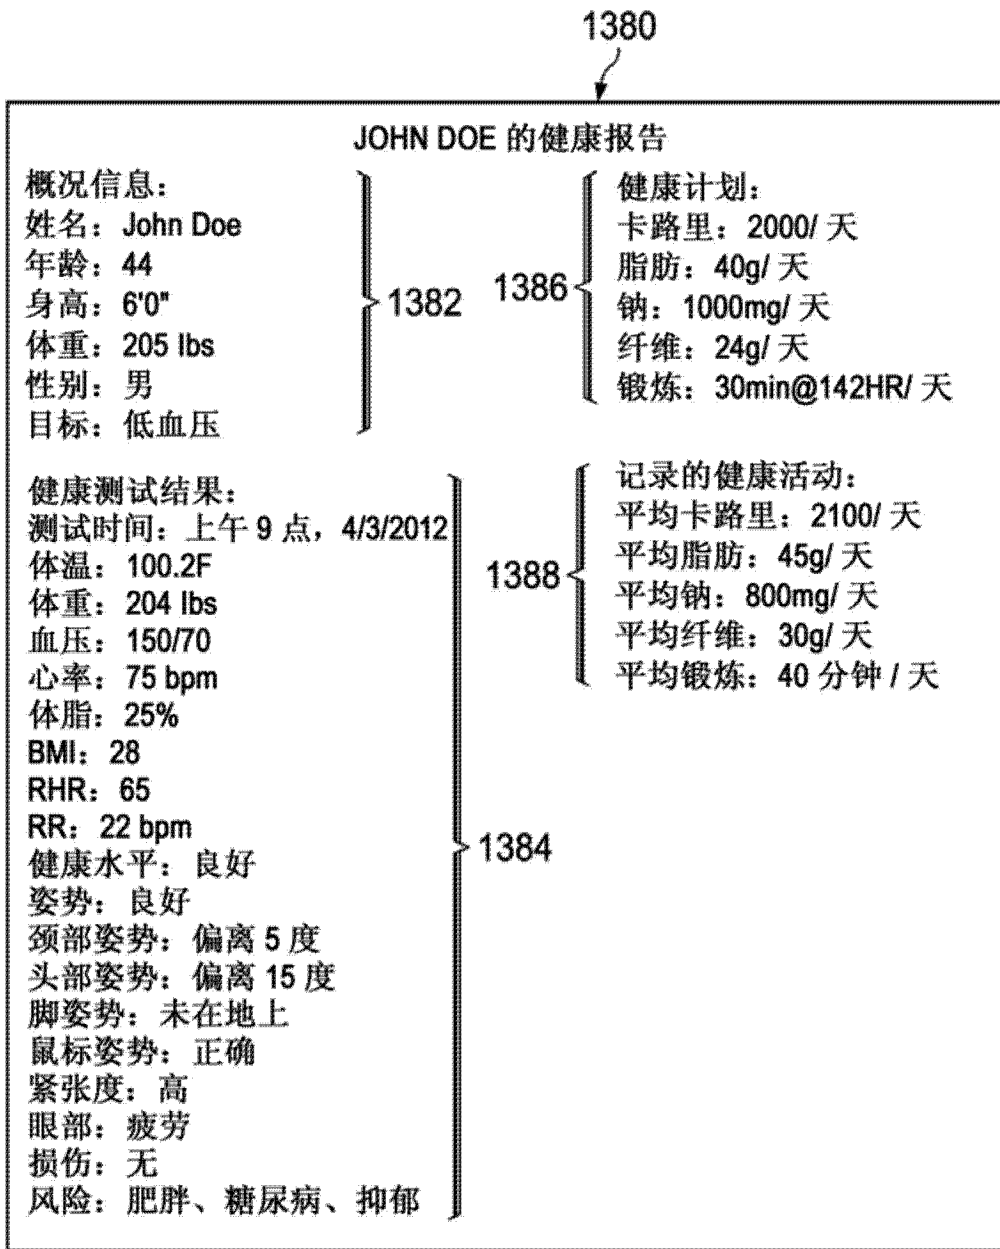 1380
JOHN DOE 的健康报告
概况信息：
姓名：John Doe
年龄：44
身高：6'0"
体重：205 lbs
性别：男
目标：低血压
1382
1386
健康计划：
卡路里：2000/ 天
脂肪：40g/ 天
钠：1000mg/ 天
纤维：24g/ 天
锻炼：30min@142HR/ 天
健康测试结果：
测试时间：上午 9 点，4/3/2012
体温：100.2F
体重：204 lbs
血压：150/70
心率：75 bpm
体脂：25%
BMI：28
RHR：65
RR：22 bpm
健康水平：良好
姿势：良好
颈部姿势：偏离 5 度
头部姿势：偏离 15 度
脚姿势：未在地上
鼠标姿势：正确
紧张度：高
眼部：疲劳
损伤：无
风险：肥胖、糖尿病、抑郁
1384
1388
记录的健康活动：
平均卡路里：2100/ 天
平均脂肪：45g/ 天
平均钠：800mg/ 天
平均纤维：30g/ 天
平均锻炼：40 分钟 / 天